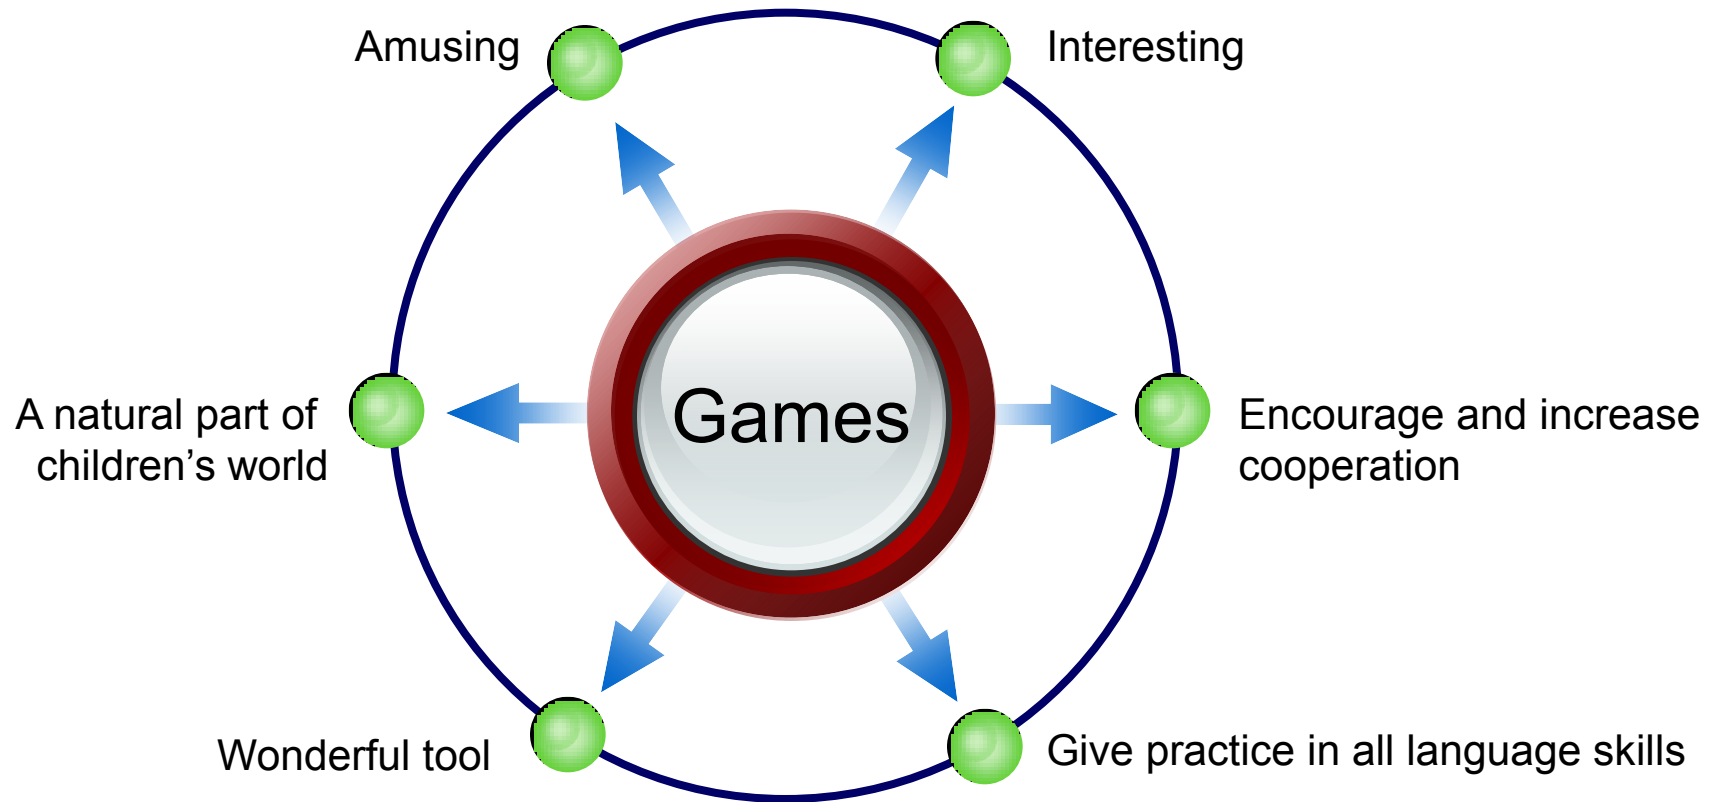 Amusing
Interesting
A natural part of
children’s world
Games
Encourage and increase
cooperation
Wonderful tool
Give practice in all language skills